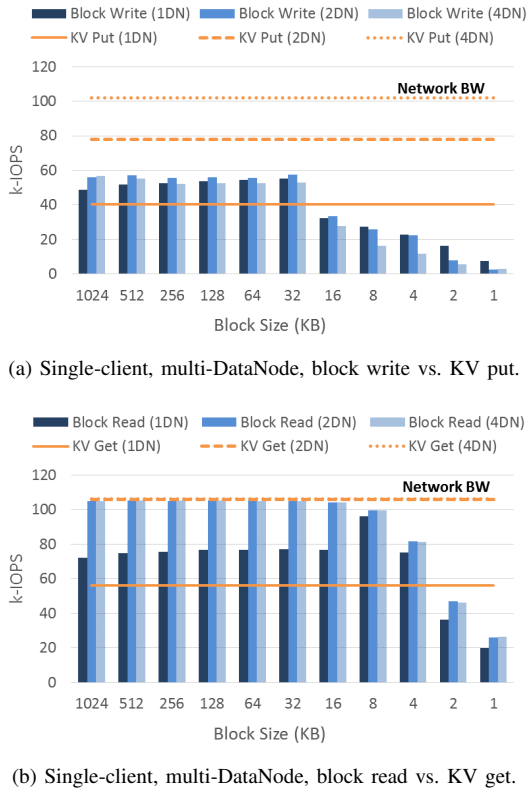 Block Write (1DN) Block Write (2DN) Block Write (4DN)
KV Put (1DN) KV Put (2DN) KV Put (4DN)
120
100
80
60
40
20
0
k-IOPS
Network BW
1024 512 256 128 64 32 16 8 4 2 1
Block Size (KB)
(a) Single-client, multi-DataNode, block write vs. KV put.
Block Read (1DN) Block Read (2DN) Block Read (4DN)
KV Get (1DN) KV Get (2DN) KV Get (4DN)
120
100
80
60
40
20
0
k-IOPS
Network BW
1024 512 256 128 64 32 16 8 4 2 1
Block Size (KB)
(b) Single-client, multi-DataNode, block read vs. KV get.